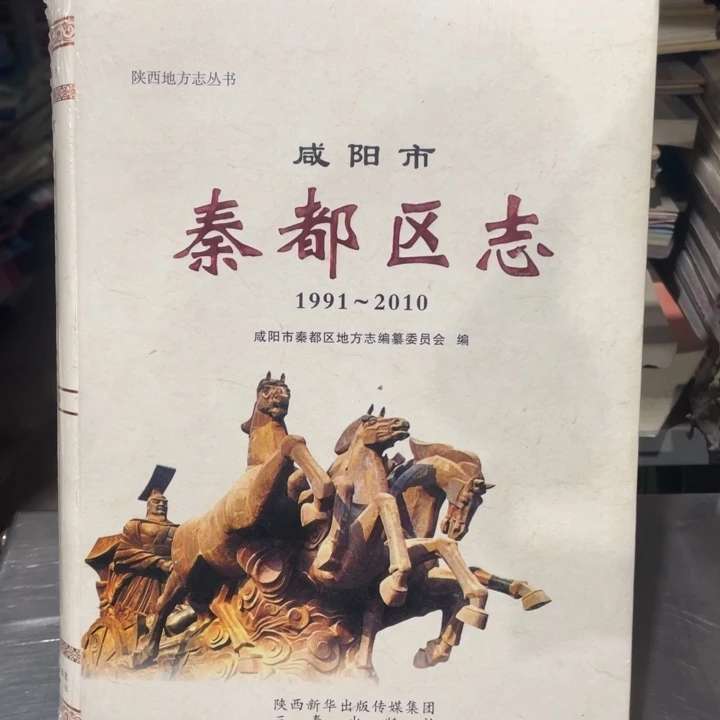 陕西地方志丛书
咸阳市
秦都区志
1991～2010
咸阳市秦都区地方志编纂委员会 编
陕西新华出版传媒集团